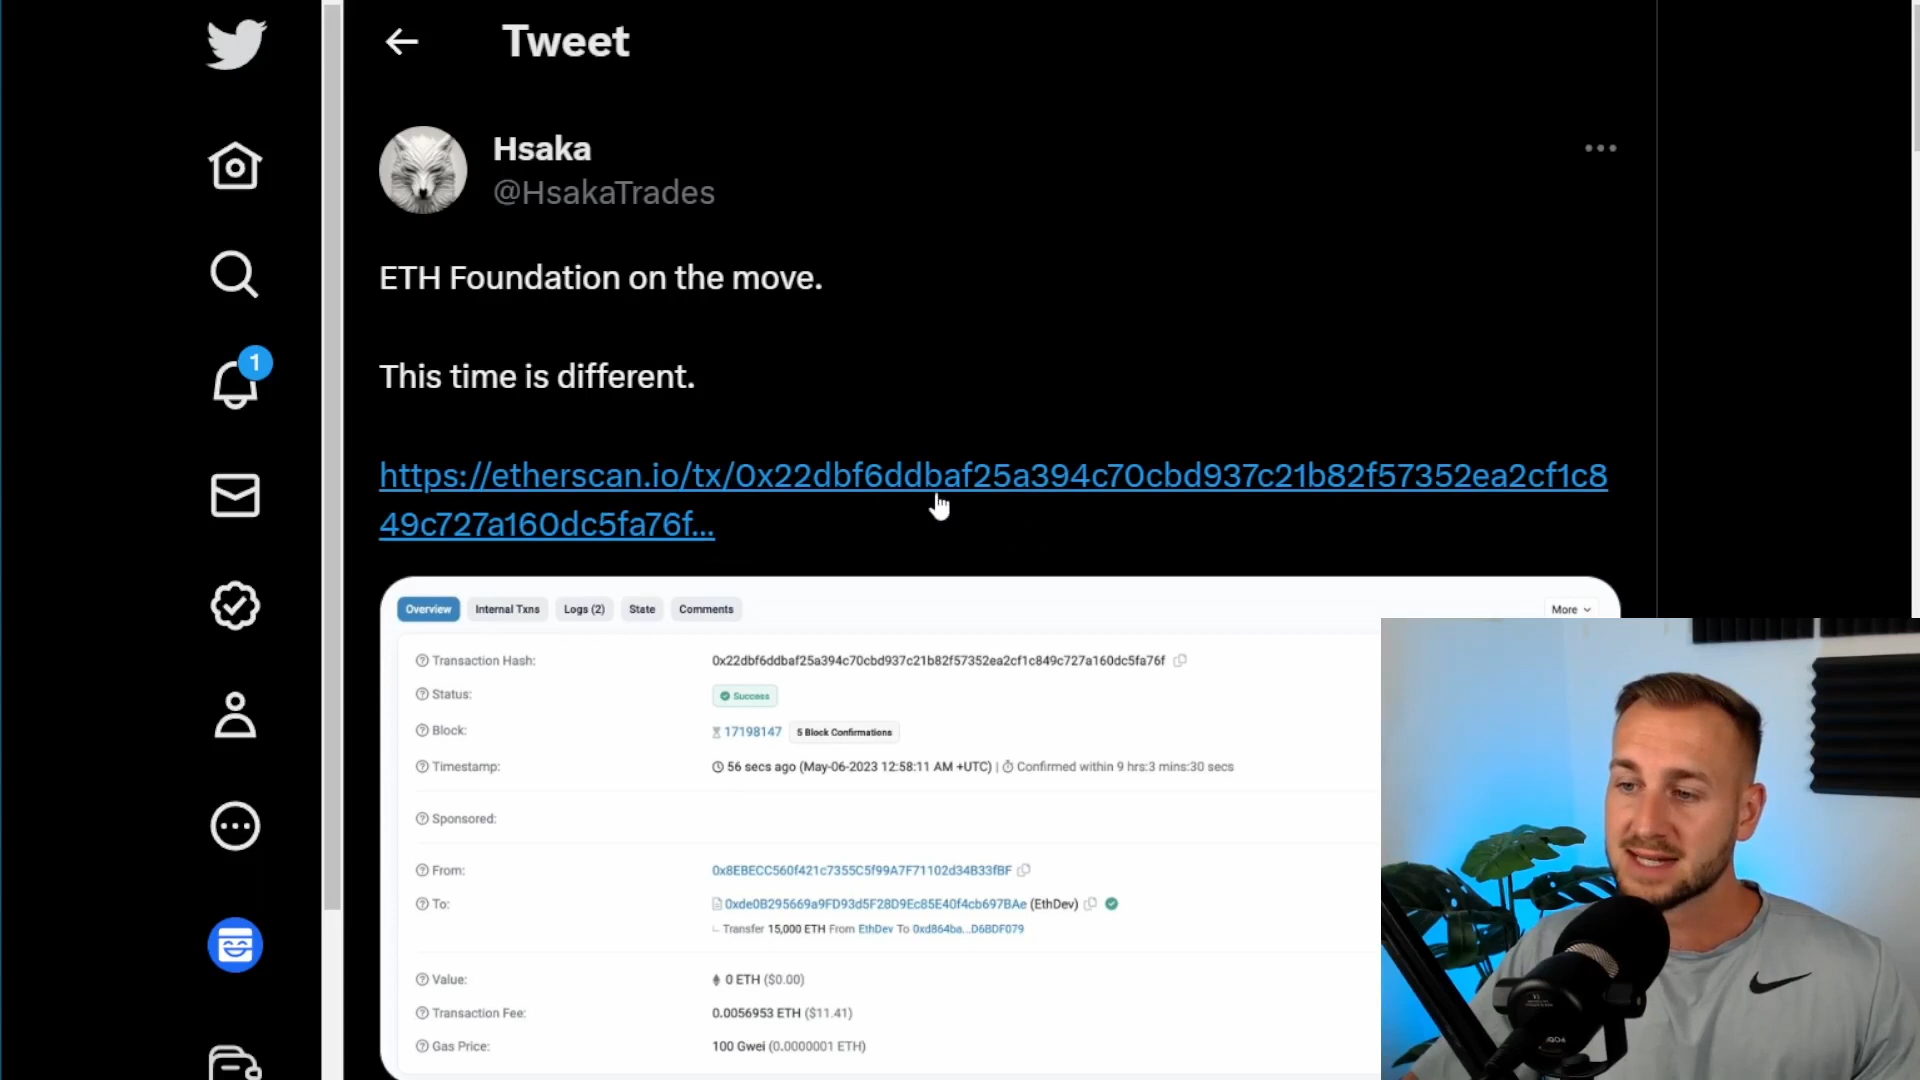 Tweet
Hsaka
@HsakaTrades
ETH Foundation on the move.
This time is different.
https://etherscan.io/tx/0x22dbf6ddbaf25a394c70cbd937c21b82f57352ea2cf1c8
49c727a160dc5fa76f...
1
Overview Internal Txns Logs (2) State Comments More
Transaction Hash: 0x22dbf6ddbaf25a394c70cbd937c21b82f57352ea2cf1c849c727a160dc5fa76f
Status: Success
Block: 17198147 5 Block Confirmations
Timestamp: 56 secs ago (May-06-2023 12:58:11 AM +UTC) | Confirmed within 9 hrs:3 mins:30 secs
Sponsored:
From: 0x8EBECC560f421c7355C5f99A7F71102d34B33fBF
To: 0xde0B295669a9FD93d5F28D9Ec85E40f4cb697BAe (EthDev)
Transfer 15,000 ETH From EthDev To 0xd864ba...D6BDF079
Value: 0 ETH ($0.00)
Transaction Fee: 0.0056953 ETH ($11.41)
Gas Price: 100 Gwei (0.0000001 ETH)